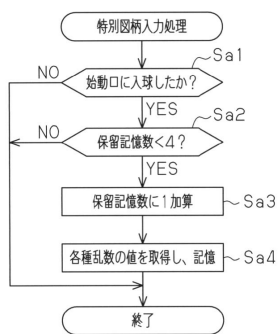 特別図柄入力処理
Sa1
NO
始動口に入球したか?
YES
Sa2
NO
保留記憶数<4?
YES
保留記憶数に1加算
Sa3
各種乱数の値を取得し、記憶
Sa4
終了